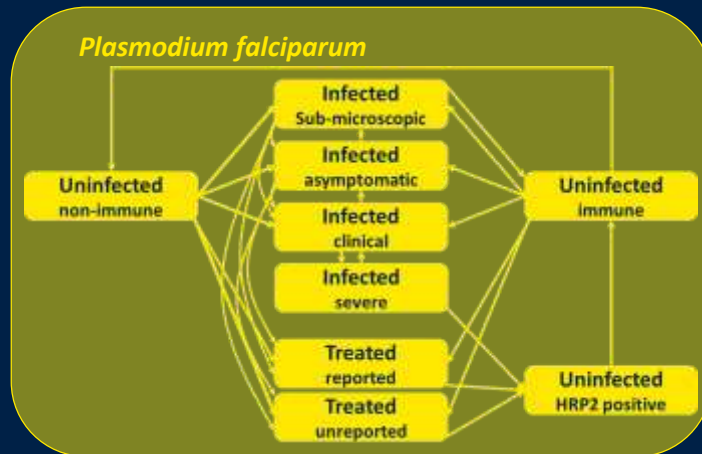 Plasmodium falciparum
Infected
Sub-microscopic
Infected
asymptomatic
Uninfected
non-immune
Uninfected
Immune
Infected
clinical
Infected
severe
Treated
reported
Uninfected
HRP2 positive
Treated
unreported